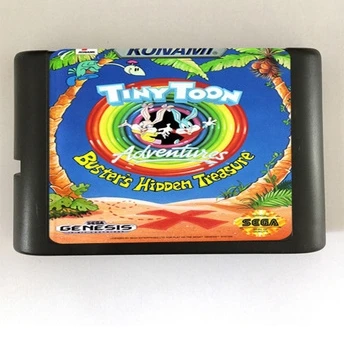 KONAMI
TINY TOON
Adventures
BUSTER'S HIDDEN TREASURE
SEGA
GENESIS
SEGA